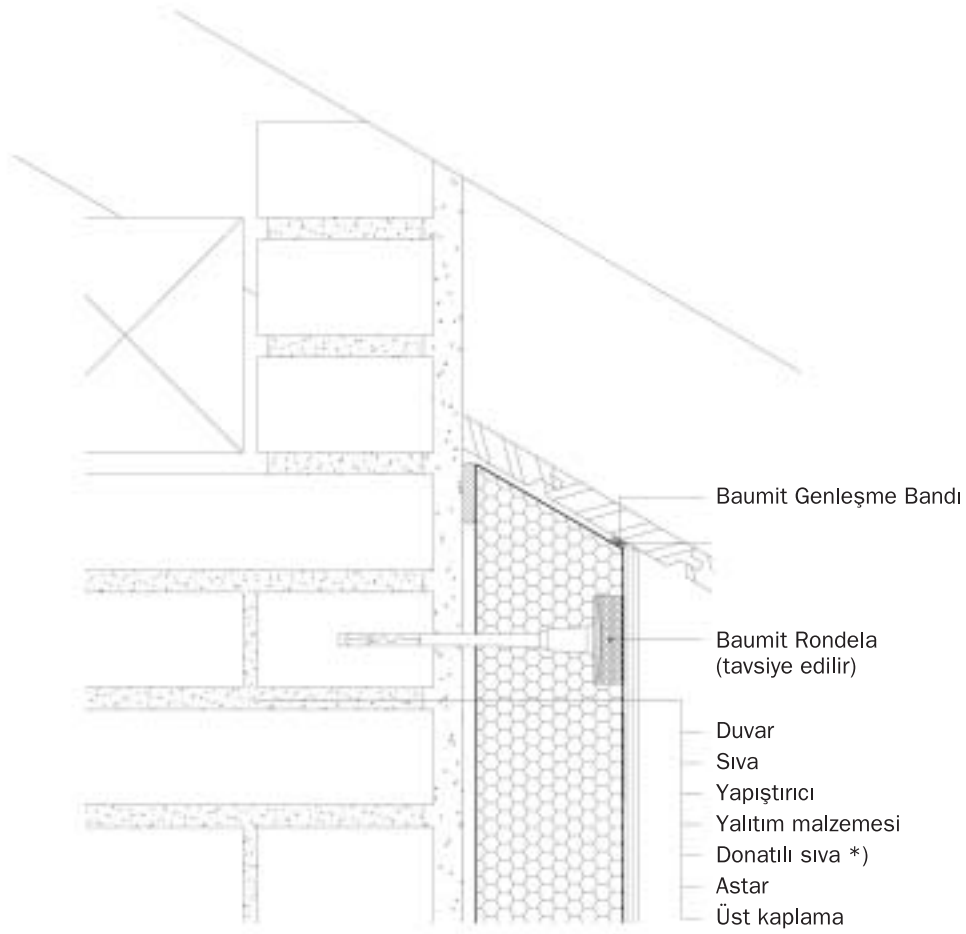 Baumit Genleşme Bandı
Baumit Rondela
(tavsiye edilir)
Duvar
Sıva
Yapıştırıcı
Yalıtım malzemesi
Donatılı sıva *)
Astar
Üst kaplama